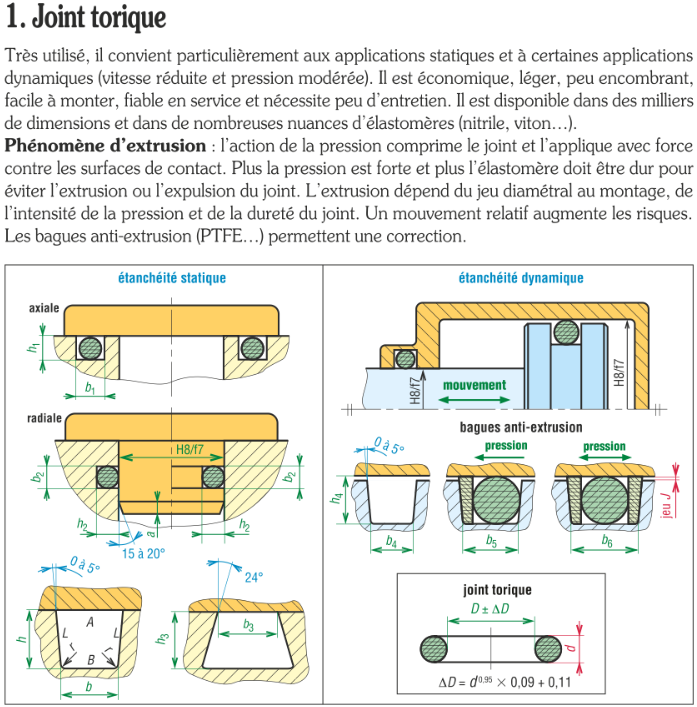 1. Joint torique
Très utilisé, il convient particulièrement aux applications statiques et à certaines applications
dynamiques (vitesse réduite et pression modérée). Il est économique, léger, peu encombrant,
facile à monter, fiable en service et nécessite peu d'entretien. Il est disponible dans des milliers
de dimensions et dans de nombreuses nuances d'élastomères (nitrile, viton…).
Phénomène d'extrusion : l'action de la pression comprime le joint et l'applique avec force
contre les surfaces de contact. Plus la pression est forte et plus l'élastomère doit être dur pour
éviter l'extrusion ou l'expulsion du joint. L'extrusion dépend du jeu diamétral au montage, de
l'intensité de la pression et de la dureté du joint. Un mouvement relatif augmente les risques.
Les bagues anti-extrusion (PTFE…) permettent une correction.
étanchéité statique
axiale
h1
b1
radiale
H8/f7
b2
b2
h2
h2
a
15 à 20°
0 à 5°
A
L
L
r
r
B
h
b
24°
b3
h3
étanchéité dynamique
H8/f7
mouvement
H8/f7
bagues anti-extrusion
0 à 5°
pression
pression
h4
b4
b5
b6
jeu J
joint torique
D ± ΔD
d
ΔD = d^0,95 × 0,09 + 0,11